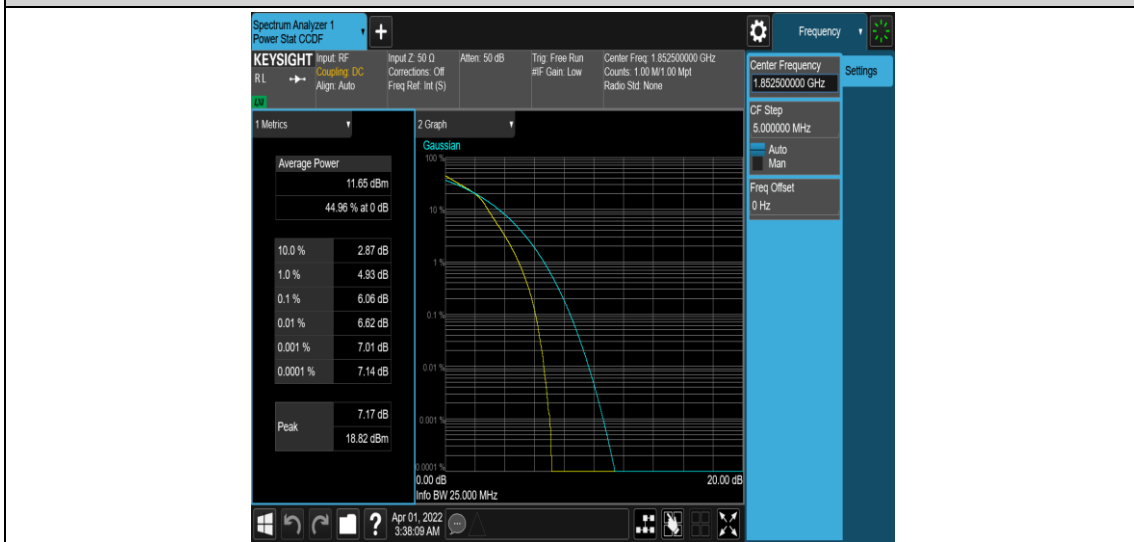 Spectrum Analyzer 1
Power Stat CCDF
Frequency
KEYSIGHT
RL
LXI
Input: RF
Coupling: DC
Align: Auto
Input Z: 50 Ω
Corrections: Off
Freq Ref: Int (S)
Atten: 50 dB
Trig: Free Run
#IF Gain: Low
Center Freq: 1.852500000 GHz
Counts: 1.00 M/1.00 Mpt
Radio Std: None
Center Frequency
1.852500000 GHz
Settings
CF Step
5.000000 MHz
Auto
Man
Freq Offset
0 Hz
1 Metrics
Average Power
11.65 dBm
44.96 % at 0 dB
10.0 % 2.87 dB
1.0 % 4.93 dB
0.1 % 6.06 dB
0.01 % 6.62 dB
0.001 % 7.01 dB
0.0001 % 7.14 dB
Peak 7.17 dB
18.82 dBm
2 Graph
Gaussian
100 %
10 %
1 %
0.1 %
0.01 %
0.001 %
0.0001 %
0.00 dB 20.00 dB
Info BW 25.000 MHz
Apr 01, 2022
3:38:09 AM